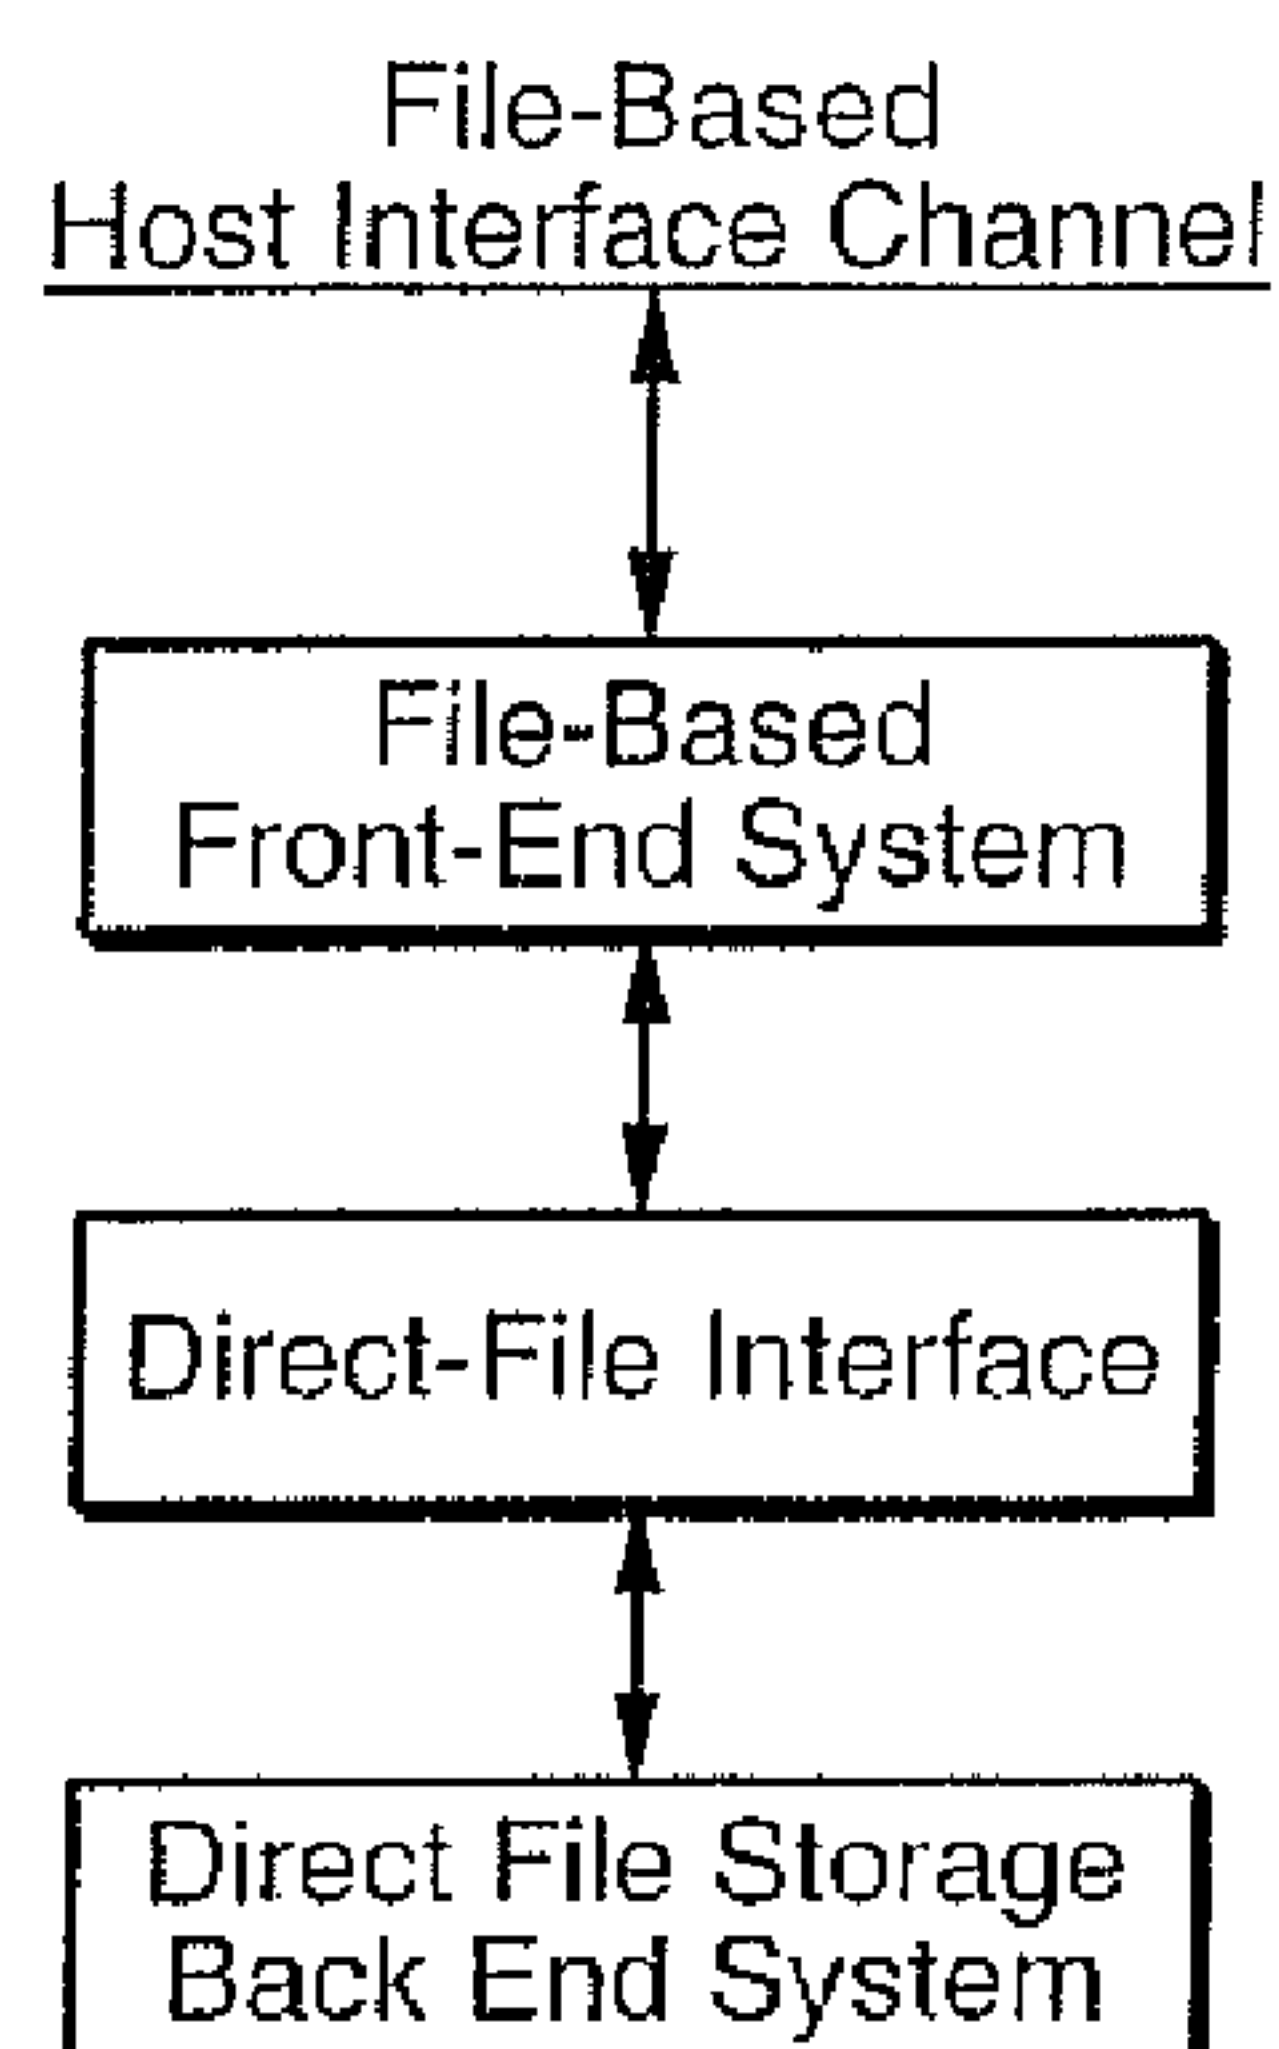 File-Based
Host Interface Channel
File-Based
Front-End System
Direct-File Interface
Direct File Storage
Back End System